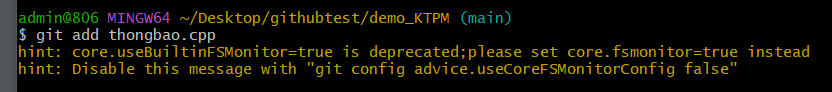 admin@806 MINGW64 ~/Desktop/githubtest/demo_KTPM (main)
$ git add thongbao.cpp
hint: core.useBuiltinFSMonitor=true is deprecated;please set core.fsmonitor=true instead
hint: Disable this message with "git config advice.useCoreFSMonitorConfig false"